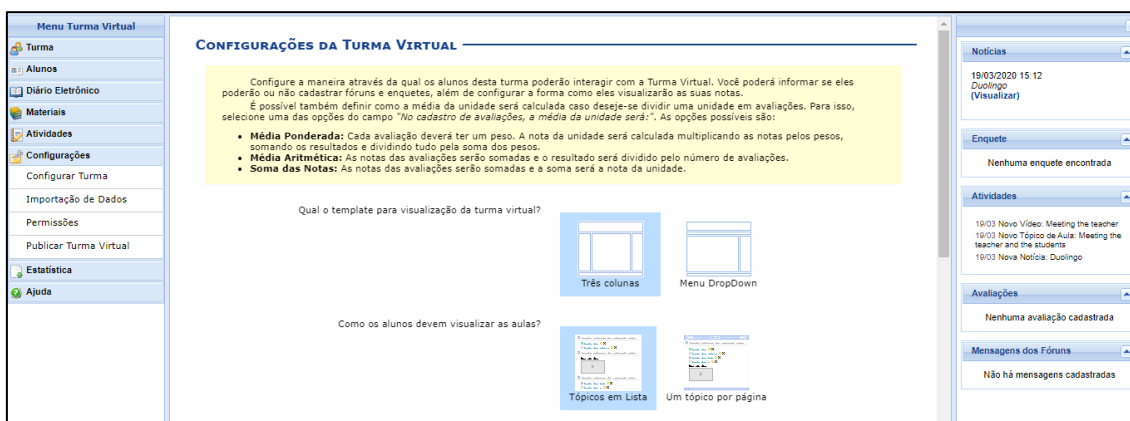 Menu Turma Virtual
Turma
Alunos
Diário Eletrônico
Materiais
Atividades
Configurações
Configurar Turma
Importação de Dados
Permissões
Publicar Turma Virtual
Estatística
Ajuda
Configurações da Turma Virtual
Configure a maneira através da qual os alunos desta turma poderão interagir com a Turma Virtual. Você poderá informar se eles
poderão ou não cadastrar fóruns e enquetes, além de configurar a forma como eles visualizarão as suas notas.
É possível também definir como a média da unidade será calculada caso deseje-se dividir uma unidade em avaliações. Para isso,
selecione uma das opções do campo "No cadastro de avaliações, a média da unidade será:". As opções possíveis são:
• Média Ponderada: Cada avaliação deverá ter um peso. A nota da unidade será calculada multiplicando as notas pelos pesos,
somando os resultados e dividindo tudo pela soma dos pesos.
• Média Aritmética: As notas das avaliações serão somadas e o resultado será dividido pelo número de avaliações.
• Soma das Notas: As notas das avaliações serão somadas e a soma será a nota da unidade.
Qual o template para visualização da turma virtual?
Três colunas
Menu DropDown
Como os alunos devem visualizar as aulas?
Tópicos em Lista
Um tópico por página
Notícias
19/03/2020 15:12
Duolingo
(Visualizar)
Enquete
Nenhuma enquete encontrada
Atividades
19/03 Novo Vídeo: Meeting the teacher
19/03 Novo Tópico de Aula: Meeting the
teacher and the students
19/03 Nova Notícia: Duolingo
Avaliações
Nenhuma avaliação cadastrada
Mensagens dos Fóruns
Não há mensagens cadastradas